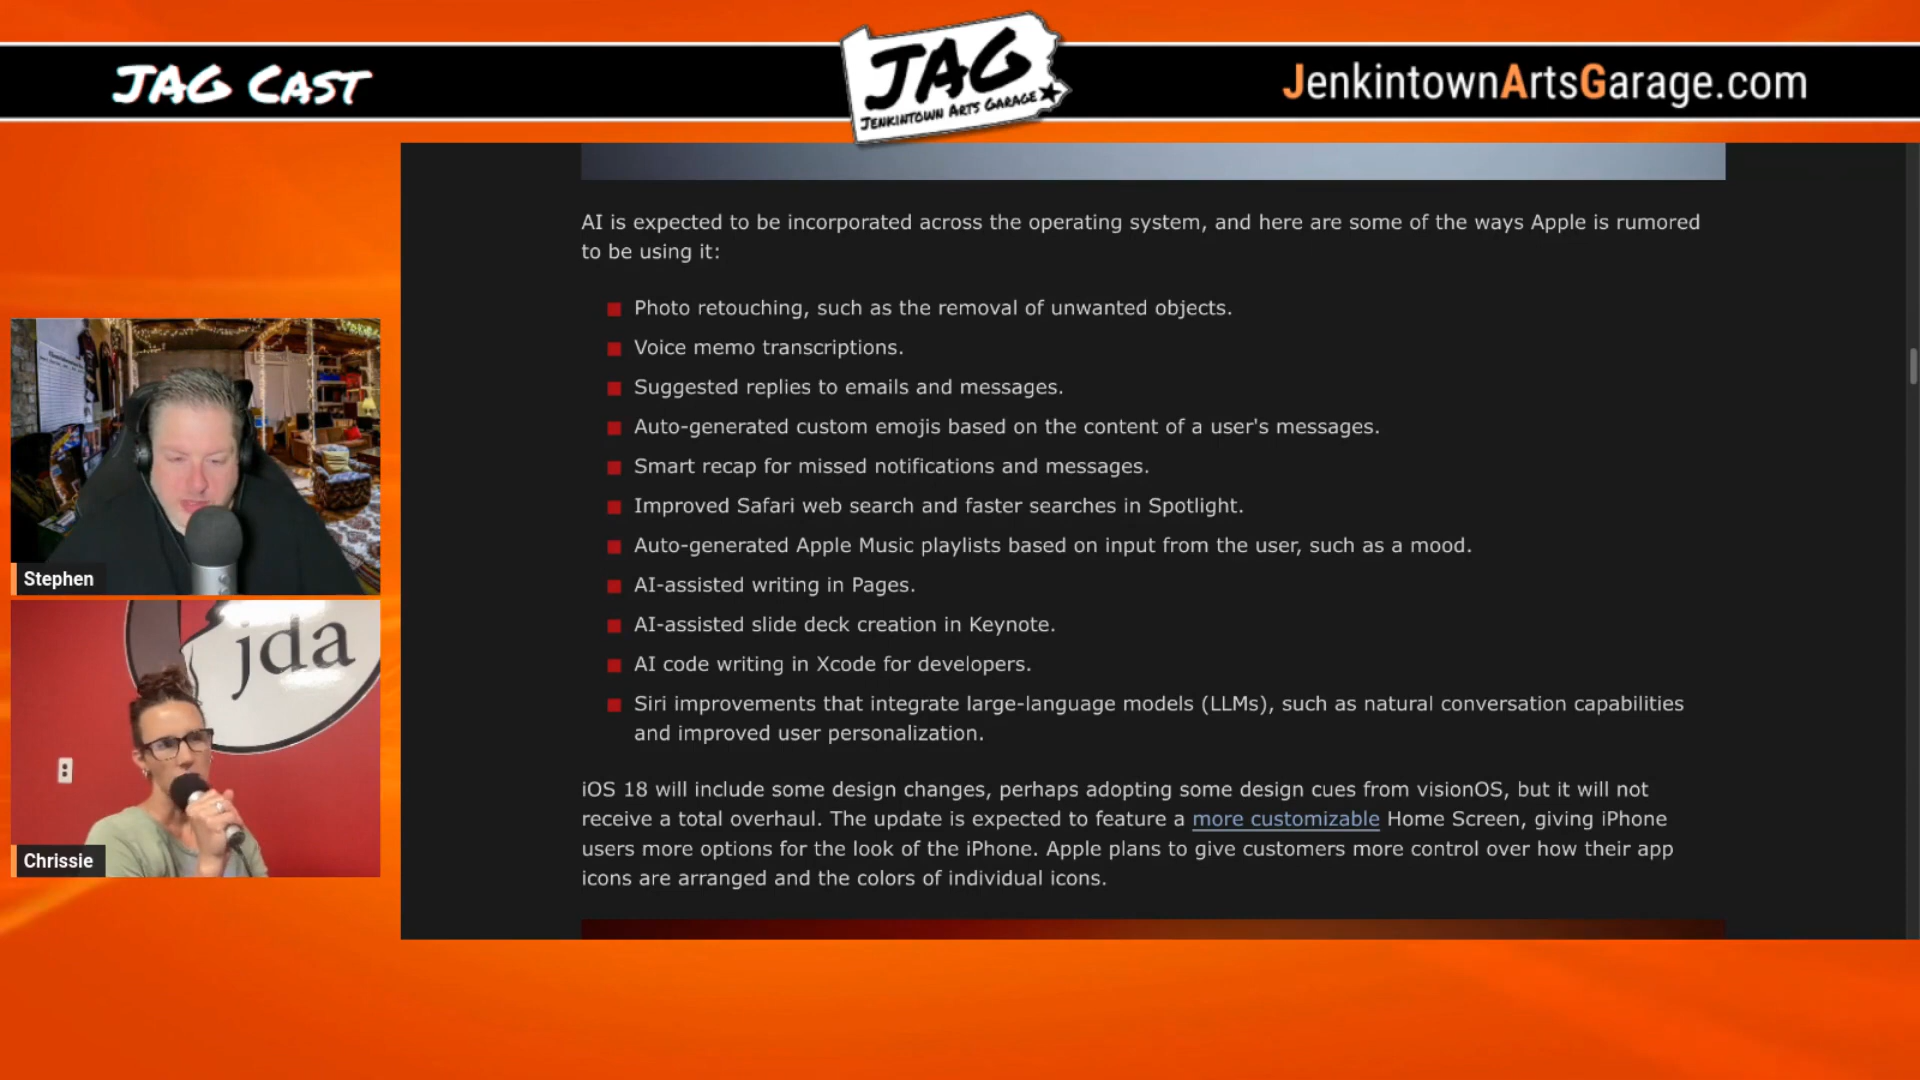 JAG CAST
JAG
JENKINTOWN ARTS GARAGE
JenkintownArtsGarage.com
AI is expected to be incorporated across the operating system, and here are some of the ways Apple is rumored
to be using it:
Photo retouching, such as the removal of unwanted objects.
Voice memo transcriptions.
Suggested replies to emails and messages.
Auto-generated custom emojis based on the content of a user's messages.
Smart recap for missed notifications and messages.
Improved Safari web search and faster searches in Spotlight.
Auto-generated Apple Music playlists based on input from the user, such as a mood.
AI-assisted writing in Pages.
AI-assisted slide deck creation in Keynote.
AI code writing in Xcode for developers.
Siri improvements that integrate large-language models (LLMs), such as natural conversation capabilities
and improved user personalization.
iOS 18 will include some design changes, perhaps adopting some design cues from visionOS, but it will not
receive a total overhaul. The update is expected to feature a more customizable Home Screen, giving iPhone
users more options for the look of the iPhone. Apple plans to give customers more control over how their app
icons are arranged and the colors of individual icons.
Stephen
jda
Chrissie